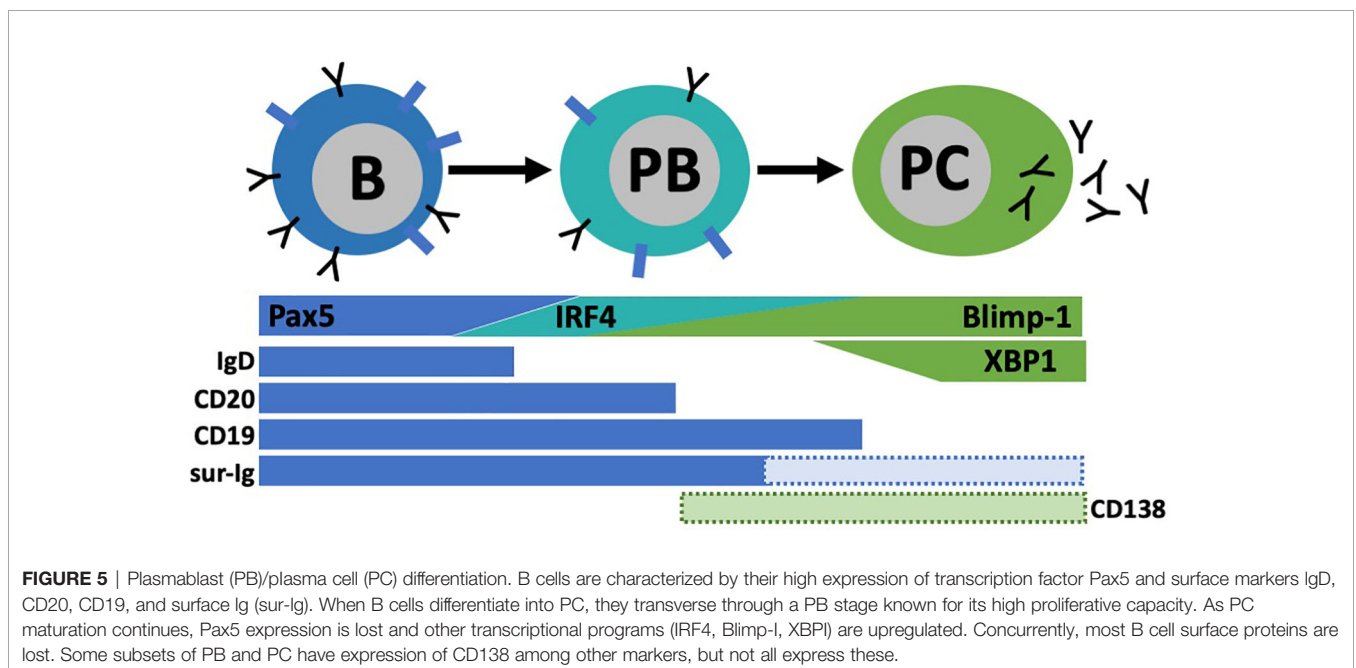 B
PB
PC
Pax5
IRF4
Blimp-1
IgD
XBP1
CD20
CD19
sur-Ig
CD138
FIGURE 5 | Plasmablast (PB)/plasma cell (PC) differentiation. B cells are characterized by their high expression of transcription factor Pax5 and surface markers IgD,
CD20, CD19, and surface Ig (sur-Ig). When B cells differentiate into PC, they transverse through a PB stage known for its high proliferative capacity. As PC
maturation continues, Pax5 expression is lost and other transcriptional programs (IRF4, Blimp-I, XBPI) are upregulated. Concurrently, most B cell surface proteins are
lost. Some subsets of PB and PC have expression of CD138 among other markers, but not all express these.